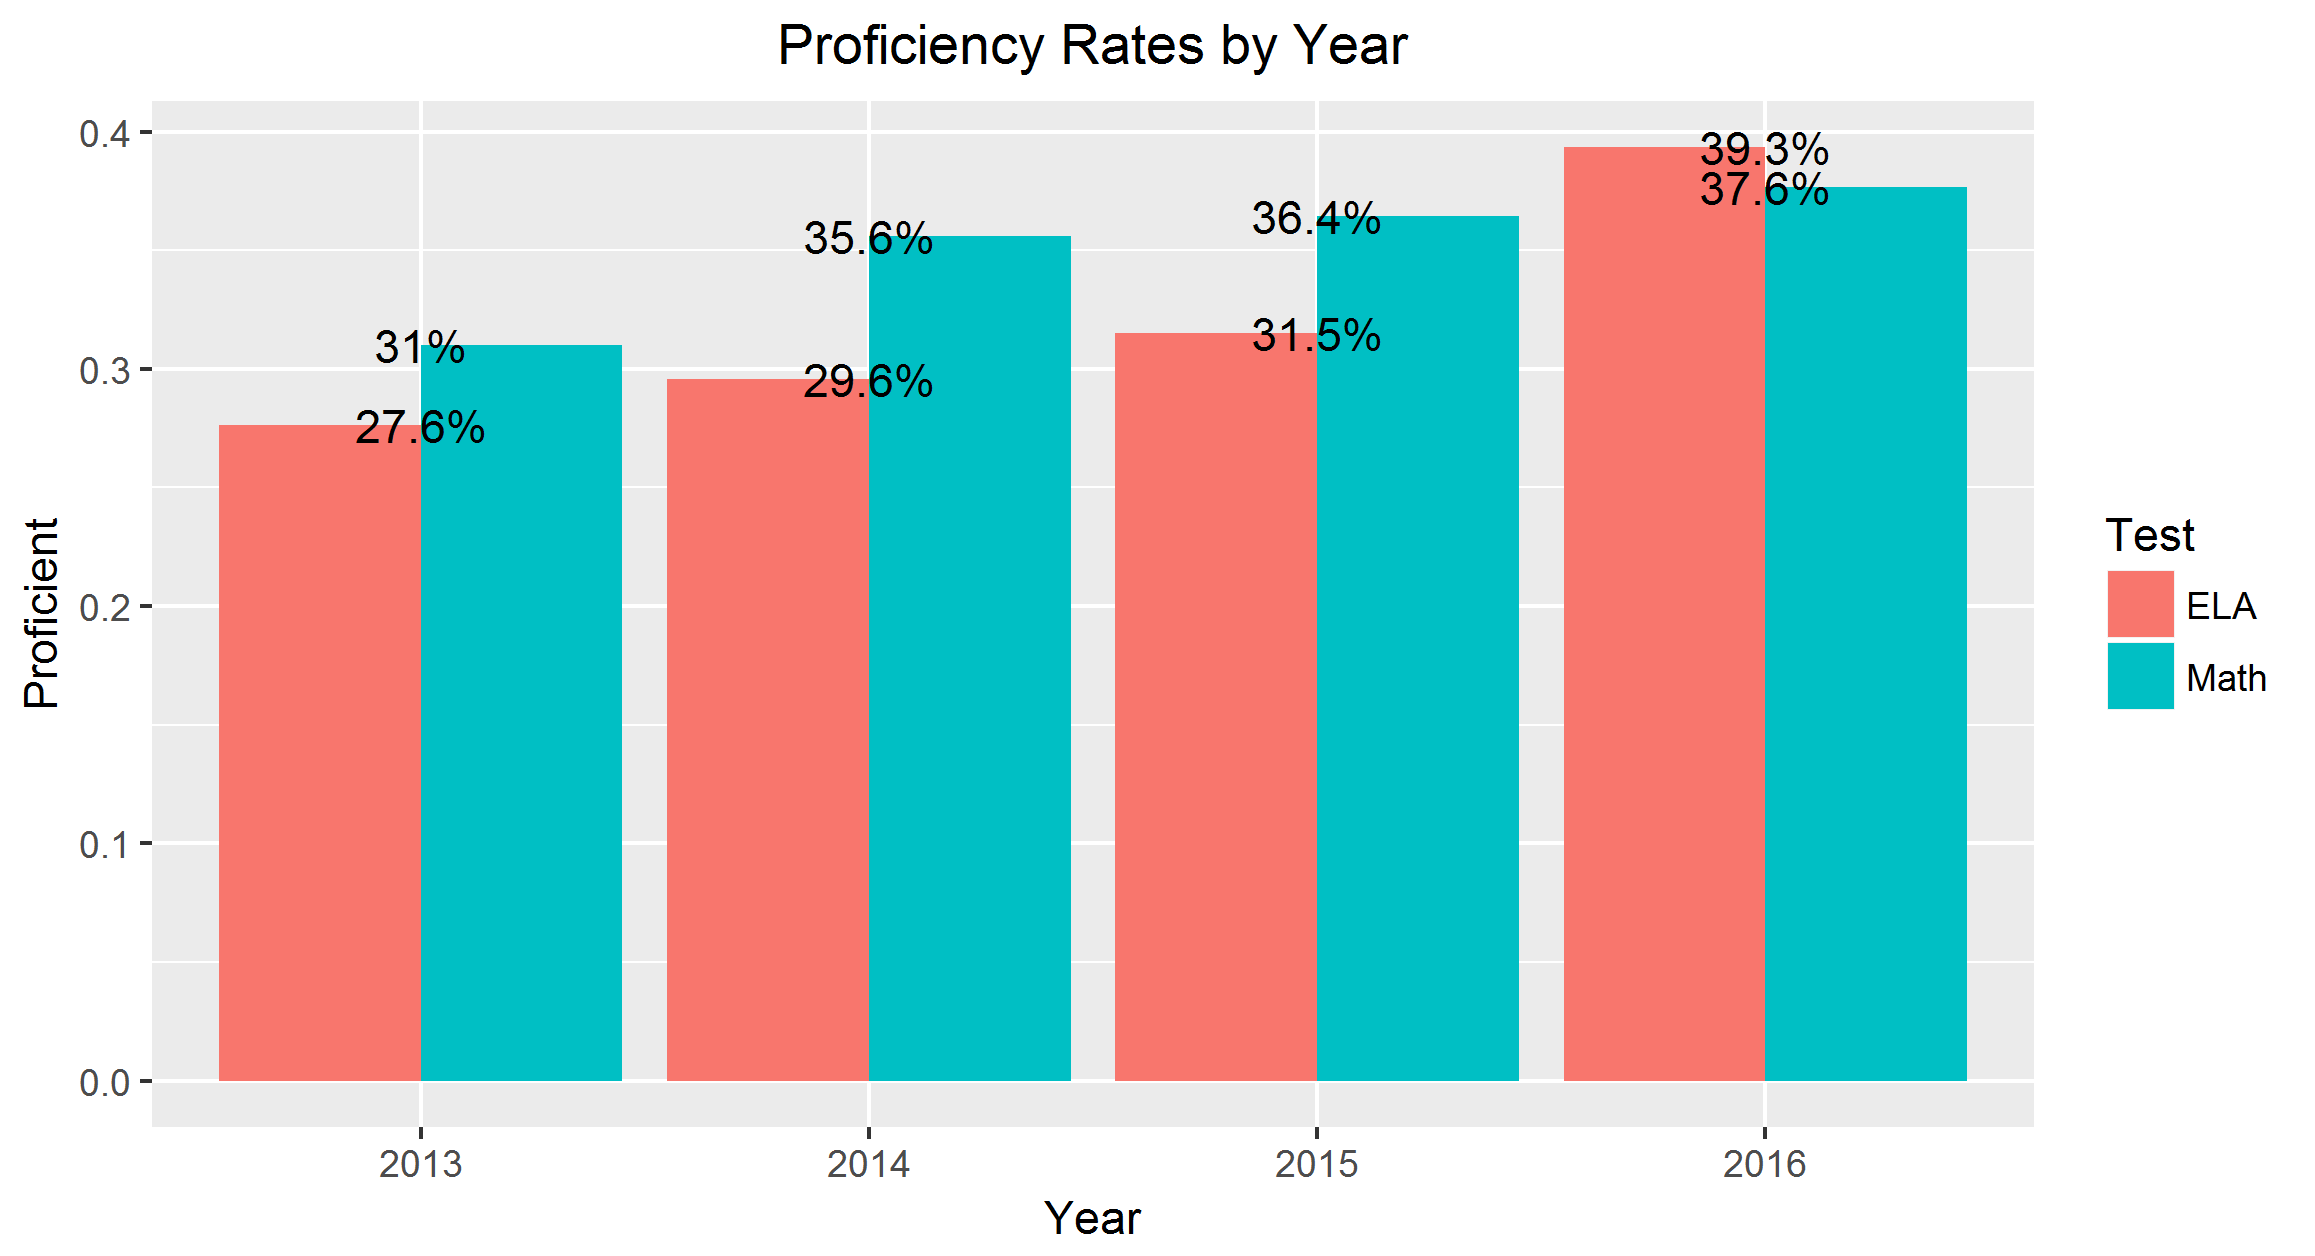 Proficiency Rates by Year
Proficient
0.4
0.3
0.2
0.1
0.0
31%
27.6%
35.6%
29.6%
36.4%
31.5%
39.3%
37.6%
2013
2014
2015
2016
Year
Test
ELA
Math